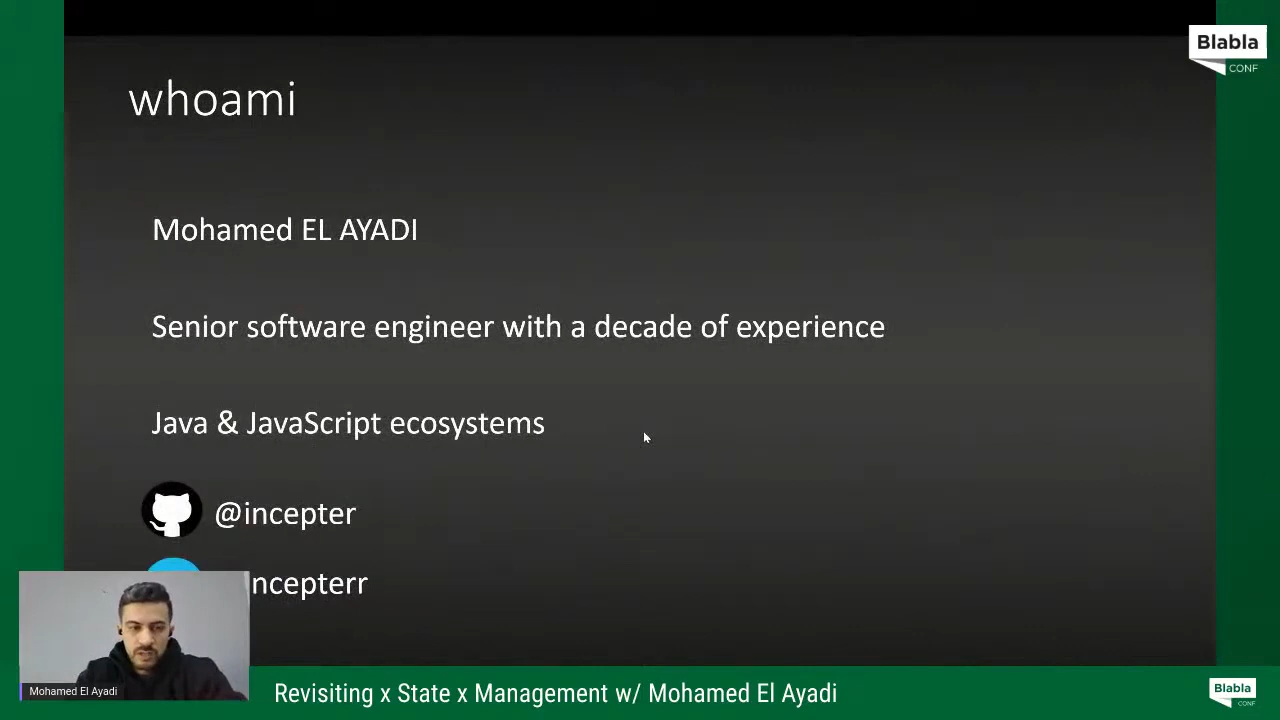 Blabla
CONF
whoami
Mohamed EL AYADI
Senior software engineer with a decade of experience
Java & JavaScript ecosystems
@incepter
ncepterr
Mohamed El Ayadi
Revisiting x State x Management w/ Mohamed El Ayadi
Blabla
CONF